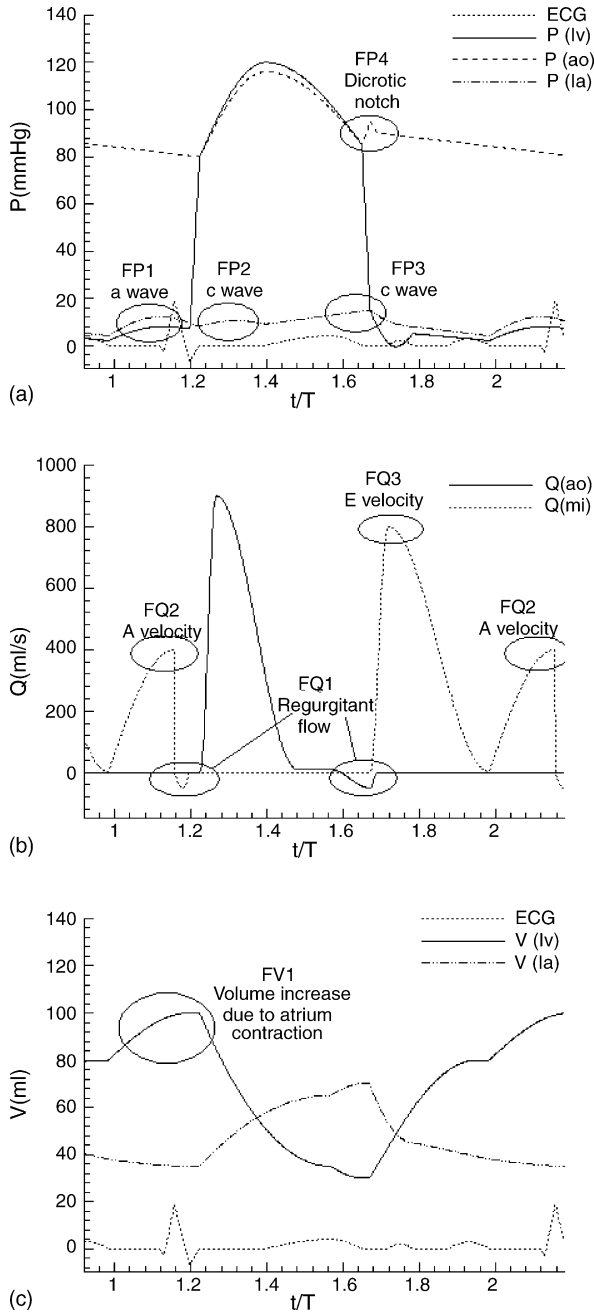 140
120
100
80
60
40
20
0
P(mmHg)
ECG
P (lv)
P (ao)
P (la)
FP4
Dicrotic
notch
FP1
a wave
FP2
c wave
FP3
c wave
1
1.2
1.4
1.6
1.8
2
t/T
(a)
1000
800
600
400
200
0
Q(ml/s)
Q(ao)
Q(mi)
FQ3
E velocity
FQ2
A velocity
FQ2
A velocity
FQ1
Regurgitant
flow
1
1.2
1.4
1.6
1.8
2
t/T
(b)
140
120
100
80
60
40
20
0
V(ml)
ECG
V (lv)
V (la)
FV1
Volume increase
due to atrium
contraction
1
1.2
1.4
1.6
1.8
2
t/T
(c)